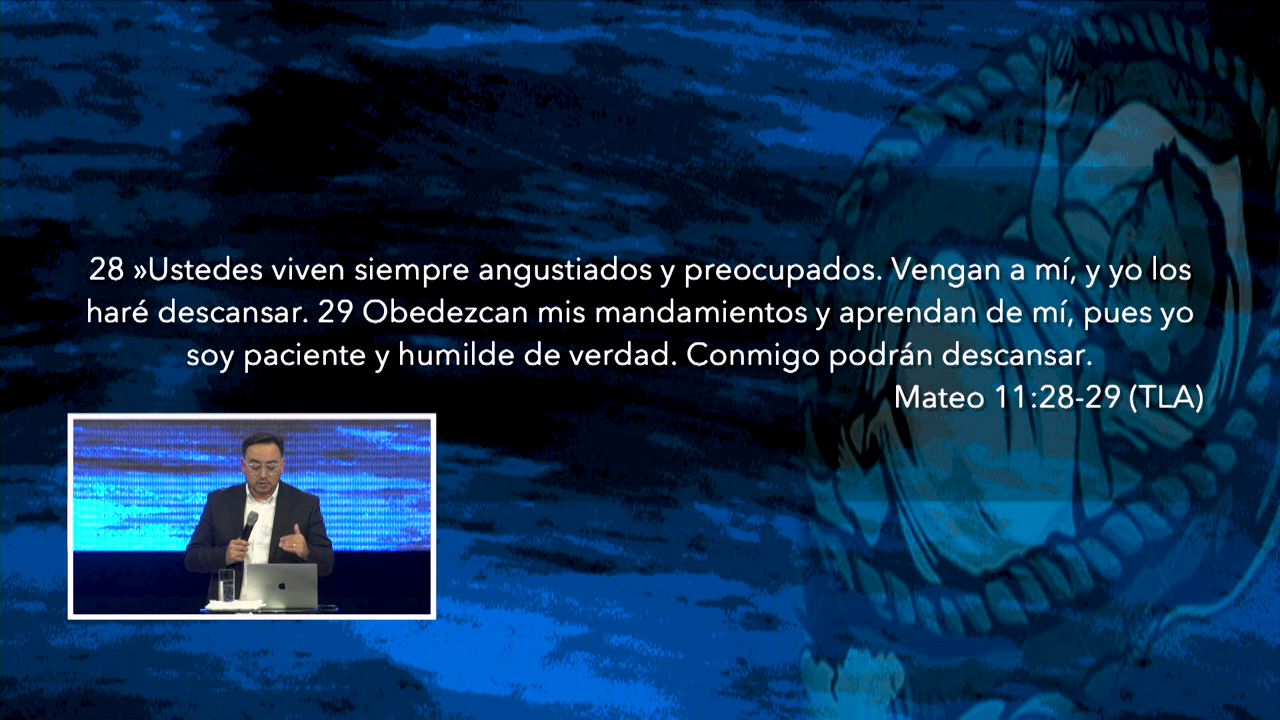 28 »Ustedes viven siempre angustiados y preocupados. Vengan a mí, y yo los
haré descansar. 29 Obedezcan mis mandamientos y aprendan de mí, pues yo
soy paciente y humilde de verdad. Conmigo podrán descansar.
Mateo 11:28-29 (TLA)